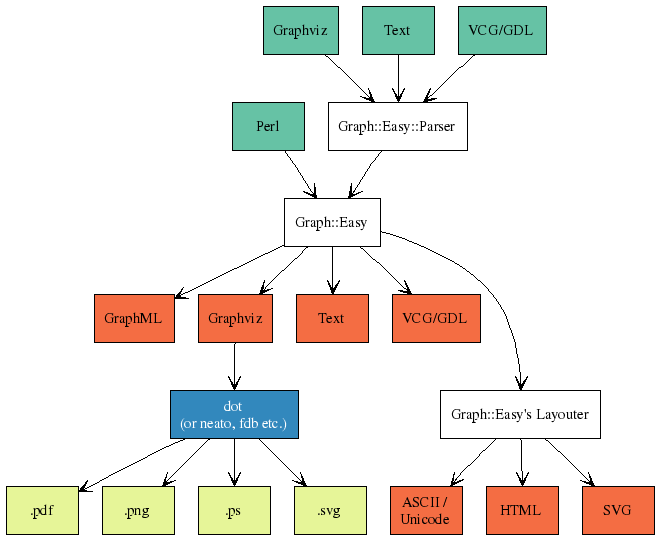 Graphviz
Text
VCG/GDL
Perl
Graph::Easy::Parser
Graph::Easy
GraphML
Graphviz
Text
VCG/GDL
dot
(or neato, fdb etc.)
Graph::Easy's Layouter
.pdf
.png
.ps
.svg
ASCII /
Unicode
HTML
SVG